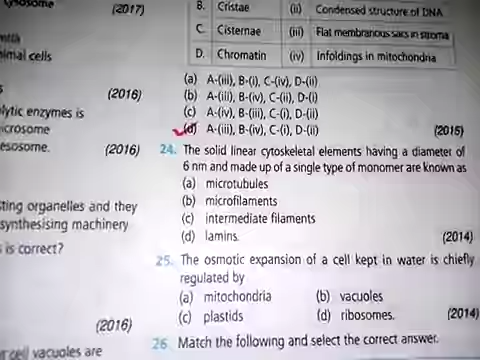 (2017)
B. Cristae (ii) Condensed structure of DNA
C. Cisternae (iii) Flat membranous sacs in stroma
D. Chromatin (iv) Infoldings in mitochondria
cells
(a) A-(iii), B-(i), C-(iv), D-(ii)
(2016)
(b) A-(iii), B-(iv), C-(ii), D-(i)
lytic enzymes is
(c) A-(iv), B-(iii), C-(i), D-(ii)
(d) A-(iii), B-(iv), C-(i), D-(ii) (2015)
(2016)
24. The solid linear cytoskeletal elements having a diameter of
6 nm and made up of a single type of monomer are known as
(a) microtubules
(b) microfilaments
(c) intermediate filaments
(d) lamins. (2014)
ting organelles and they
synthesising machinery
is correct?
25. The osmotic expansion of a cell kept in water is chiefly
regulated by
(a) mitochondria (b) vacuoles
(c) plastids (d) ribosomes. (2014)
(2016)
26. Match the following and select the correct answer.
cell vacuoles are